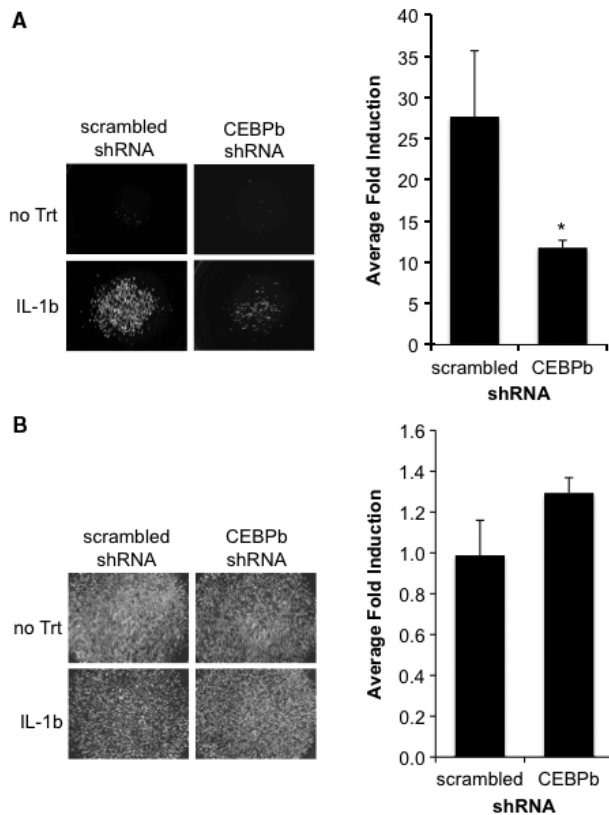 A
scrambled
shRNA
CEBPb
shRNA
no Trt
IL-1b
Average Fold Induction
40
35
30
25
20
15
10
5
0
*
scrambled CEBPb
shRNA
B
scrambled
shRNA
CEBPb
shRNA
no Trt
IL-1b
Average Fold Induction
1.6
1.4
1.2
1.0
0.8
0.6
0.4
0.2
0.0
scrambled CEBPb
shRNA